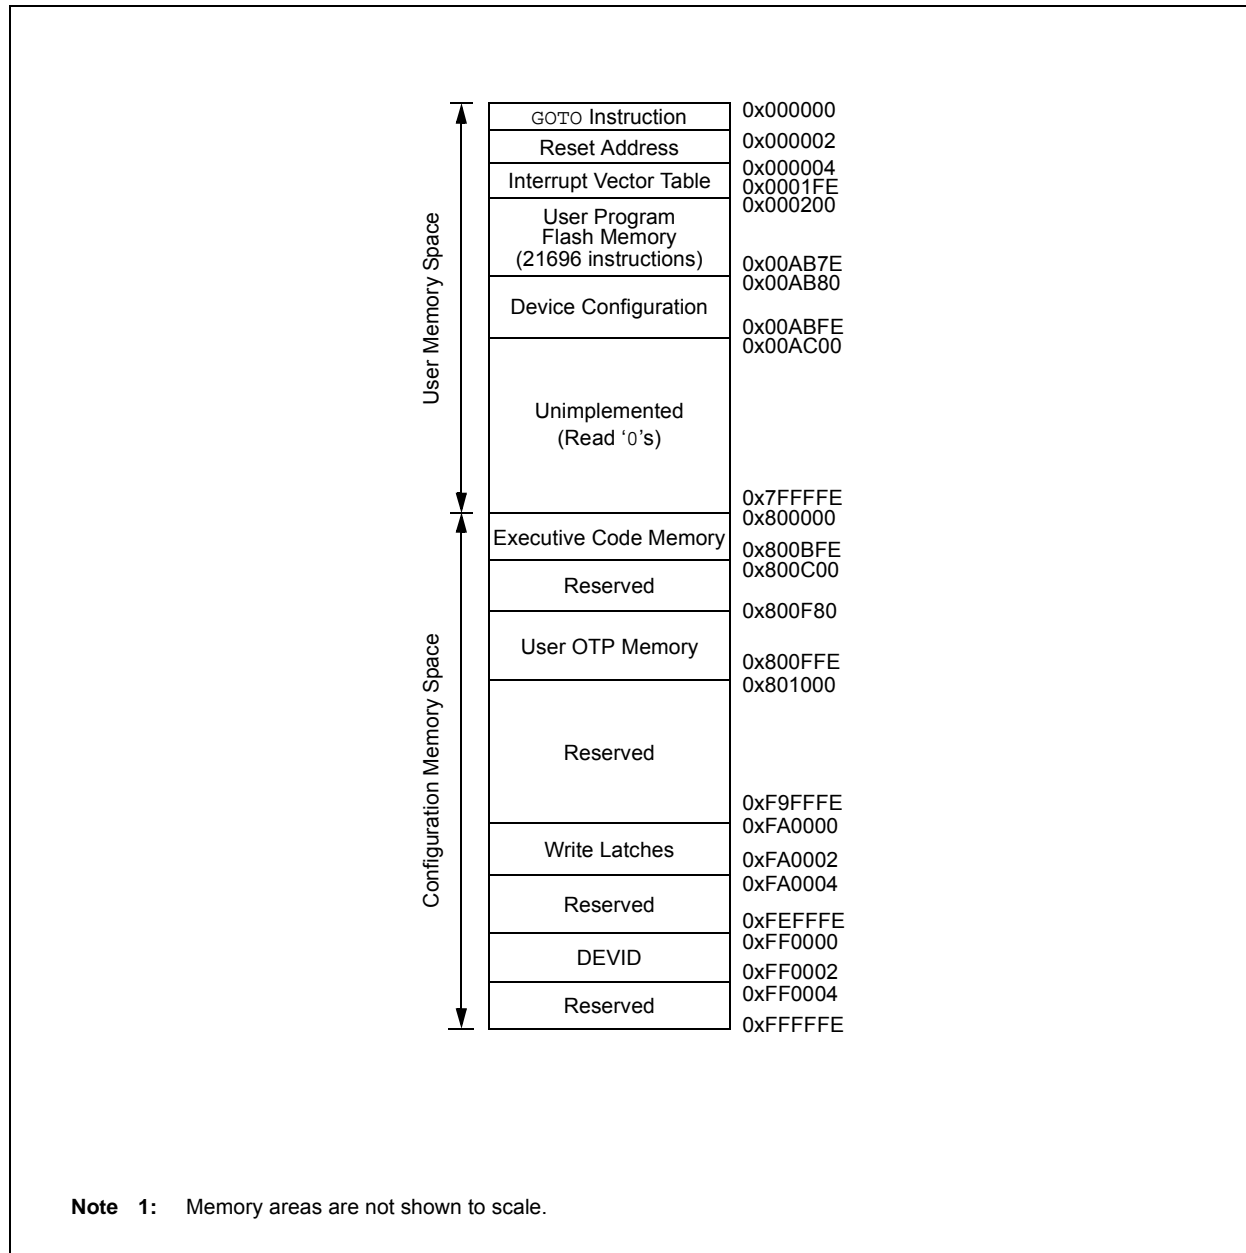 GOTO Instruction
0x000000
Reset Address
0x000002
Interrupt Vector Table
0x000004
0x0001FE
0x000200
User Program
Flash Memory
(21696 instructions)
0x00AB7E
0x00AB80
Device Configuration
0x00ABFE
0x00AC00
Unimplemented
(Read ‘0’s)
0x7FFFFE
User Memory Space
0x800000
Executive Code Memory
0x800BFE
0x800C00
Reserved
0x800F80
User OTP Memory
0x800FFE
0x801000
Reserved
0xF9FFFE
0xFA0000
Write Latches
0xFA0002
0xFA0004
Reserved
0xFEFFFE
0xFF0000
DEVID
0xFF0002
0xFF0004
Reserved
0xFFFFFE
Configuration Memory Space
Note 1: Memory areas are not shown to scale.